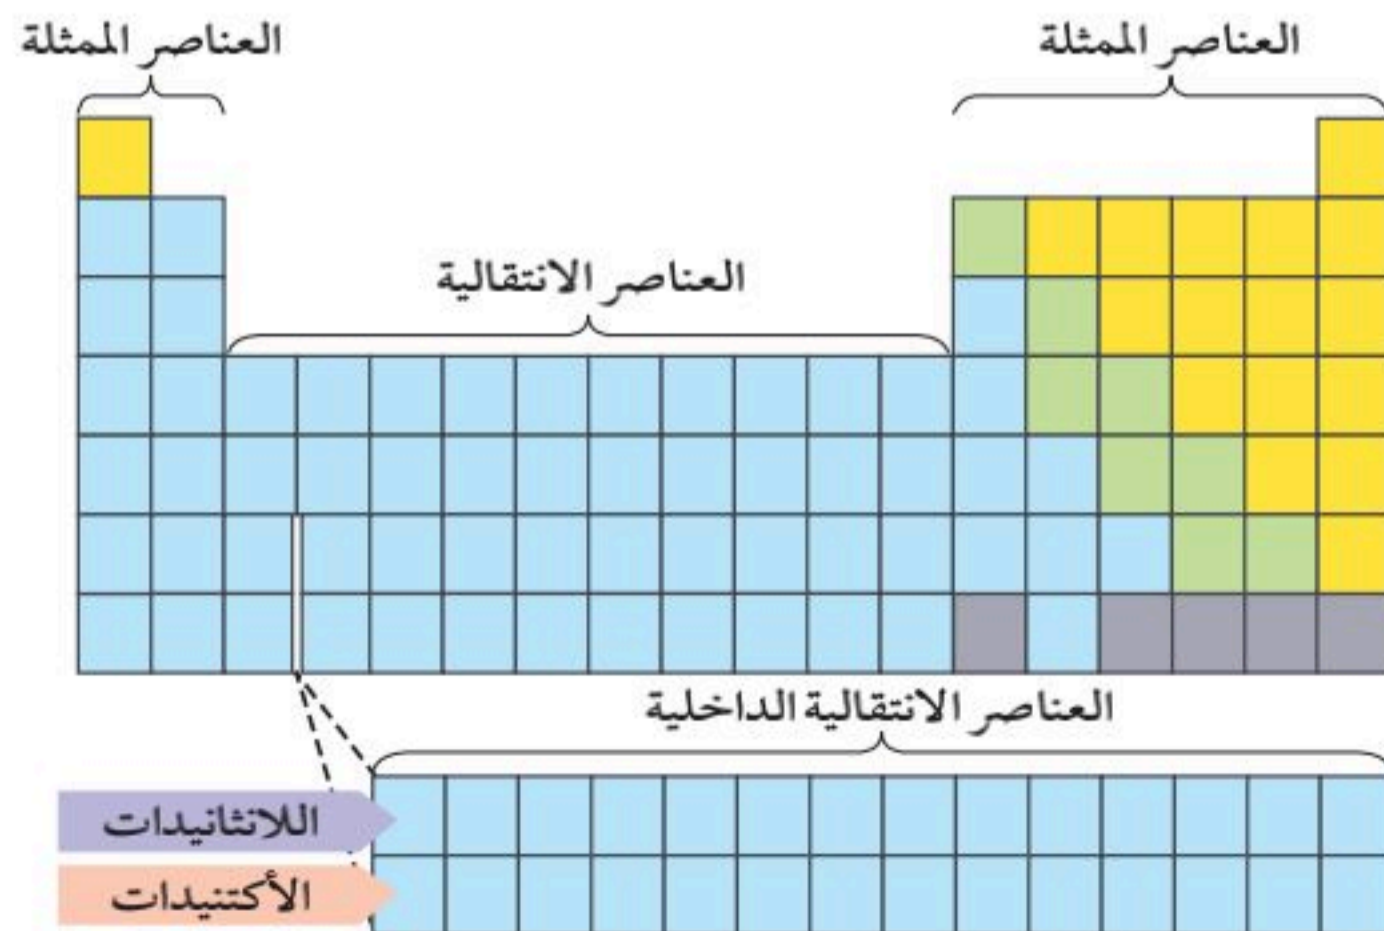 العناصر الممثلة
العناصر الممثلة
العناصر الانتقالية
العناصر الانتقالية الداخلية
اللانثانيدات
الأكتنيدات